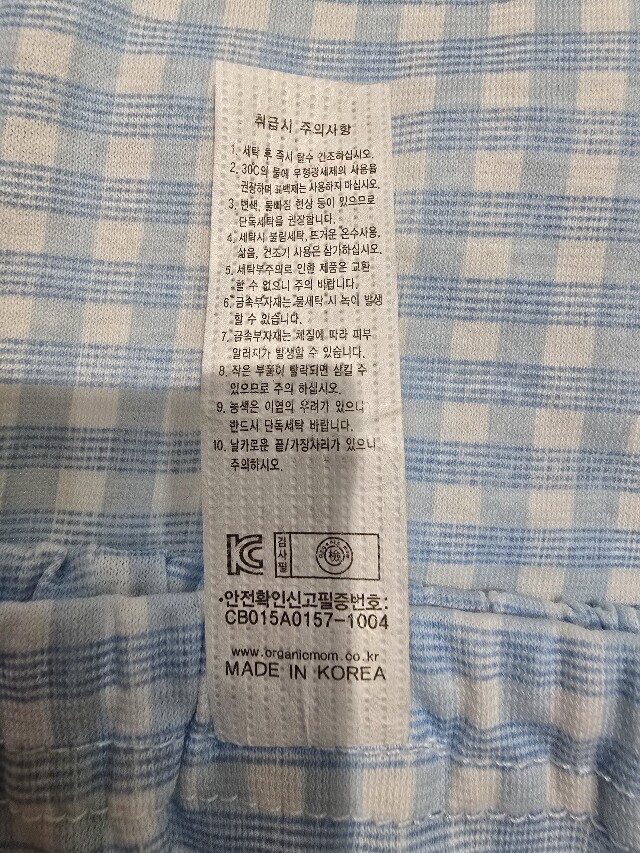 취급시 주의사항
1. 세탁 후 즉시 탈수 건조하십시오.
2. 30C의 물에 무형광세제의 사용을
권장하며 표백제는 사용하지 마십시오.
3. 변색, 물빠짐 현상 등이 있으므로
단독세탁을 권장합니다.
4. 세탁시 불림세탁, 뜨거운 온수사용,
삶을, 건조기 사용은 삼가하십시오.
5. 세탁부주의로 인한 제품은 교환
할 수 없으니 주의 바랍니다.
6. 금속부자재는 물세탁 시 녹이 발생
할 수 있습니다.
7. 금속부자재는 체질에 따라 피부
알러지가 발생할 수 있습니다.
8. 작은 부품이 탈락되면 삼킬 수
있으므로 주의 하십시오.
9. 농색은 이염의 우려가 있으니
반드시 단독세탁 바랍니다.
10. 날카로운 끝/가장자리가 있으니
주의하시오.
KC 검사필
•안전확인신고필증번호:
CB015A0157-1004
www.organicmom.co.kr
MADE IN KOREA